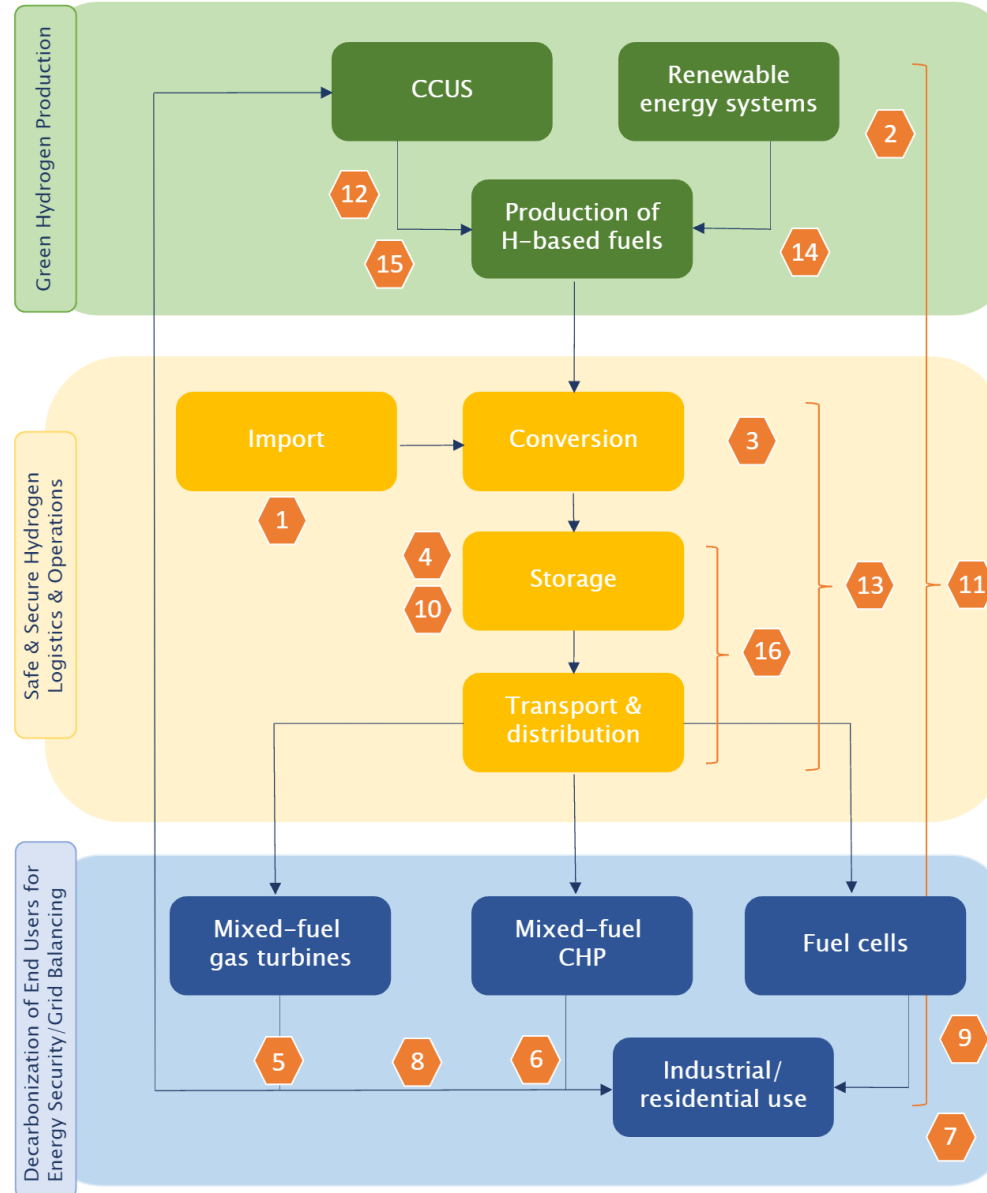 Green Hydrogen Production
CCUS
Renewable
energy systems
2
12
Production of
H-based fuels
15
14
Safe & Secure Hydrogen
Logistics & Operations
Import
Conversion
3
1
4
Storage
10
13
11
16
Transport &
distribution
Decarbonization of End Users for
Energy Security/Grid Balancing
Mixed-fuel
gas turbines
Mixed-fuel
CHP
Fuel cells
5
8
6
9
Industrial/
residential use
7